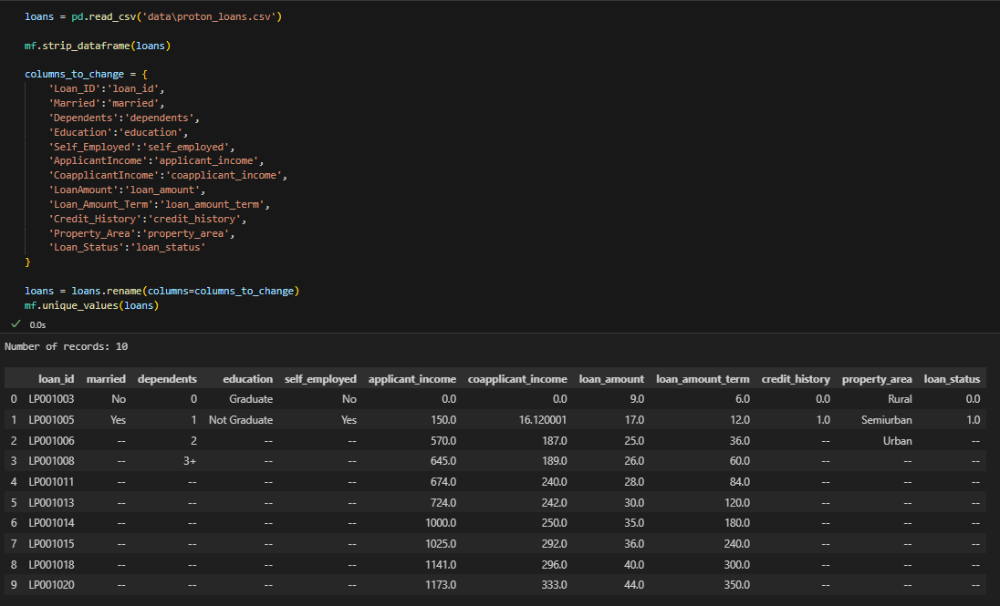 loans = pd.read_csv('data\proton_loans.csv')
mf.strip_dataframe(loans)
columns_to_change = {
'Loan_ID':'loan_id',
'Married':'married',
'Dependents':'dependents',
'Education':'education',
'Self_Employed':'self_employed',
'ApplicantIncome':'applicant_income',
'CoapplicantIncome':'coapplicant_income',
'LoanAmount':'loan_amount',
'Loan_Amount_Term':'loan_amount_term',
'Credit_History':'credit_history',
'Property_Area':'property_area',
'Loan_Status':'loan_status'
}
loans = loans.rename(columns=columns_to_change)
mf.unique_values(loans)
0.0s
Number of records: 10
loan_id married dependents education self_employed applicant_income coapplicant_income loan_amount loan_amount_term credit_history property_area loan_status
0 LP001003 No 0 Graduate No 0.0 0.0 9.0 6.0 0.0 Rural 0.0
1 LP001005 Yes 1 Not Graduate Yes 150.0 16.120001 17.0 12.0 1.0 Semiurban 1.0
2 LP001006 -- 2 -- -- 570.0 187.0 25.0 36.0 -- Urban --
3 LP001008 -- 3+ -- -- 645.0 189.0 26.0 60.0 -- -- --
4 LP001011 -- -- -- -- 674.0 240.0 28.0 84.0 -- -- --
5 LP001013 -- -- -- -- 724.0 242.0 30.0 120.0 -- -- --
6 LP001014 -- -- -- -- 1000.0 250.0 35.0 180.0 -- -- --
7 LP001015 -- -- -- -- 1025.0 292.0 36.0 240.0 -- -- --
8 LP001018 -- -- -- -- 1141.0 296.0 40.0 300.0 -- -- --
9 LP001020 -- -- -- -- 1173.0 333.0 44.0 350.0 -- -- --